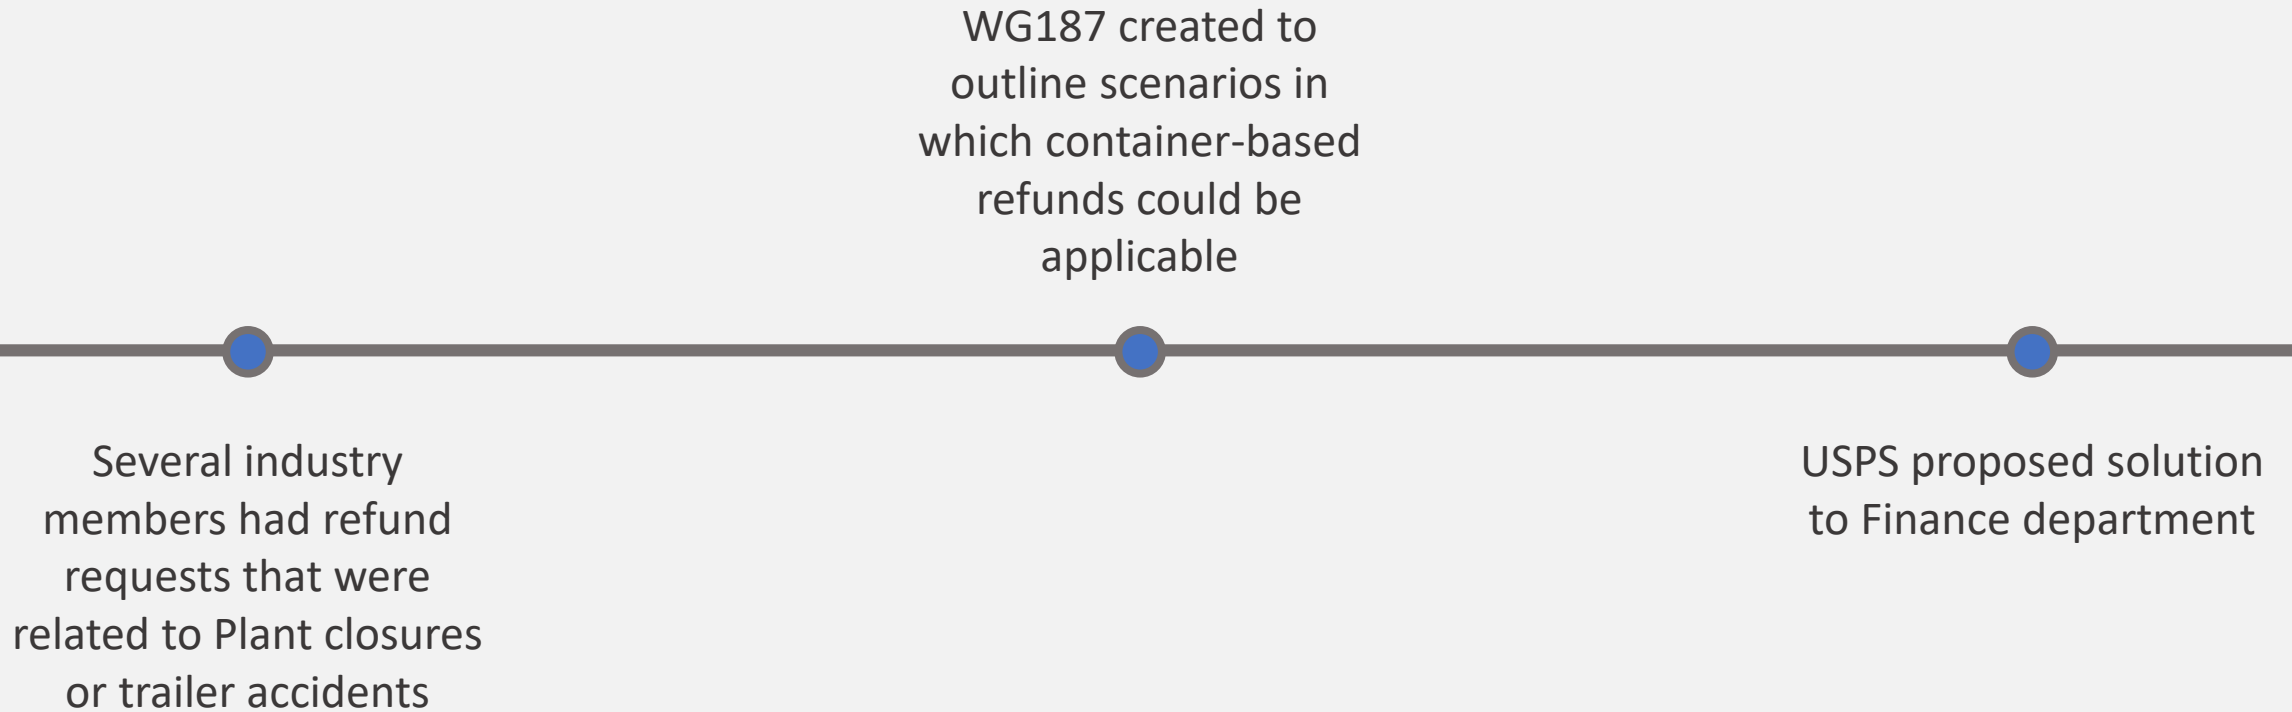 WG187 created to
outline scenarios in
which container-based
refunds could be
applicable
Several industry
members had refund
requests that were
related to Plant closures
or trailer accidents
USPS proposed solution
to Finance department